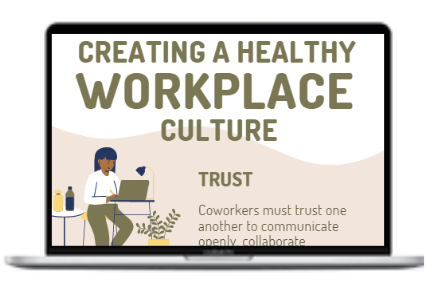 CREATING A HEALTHY
WORKPLACE
CULTURE
TRUST
Coworkers must trust one
another to communicate
openly, collaborate